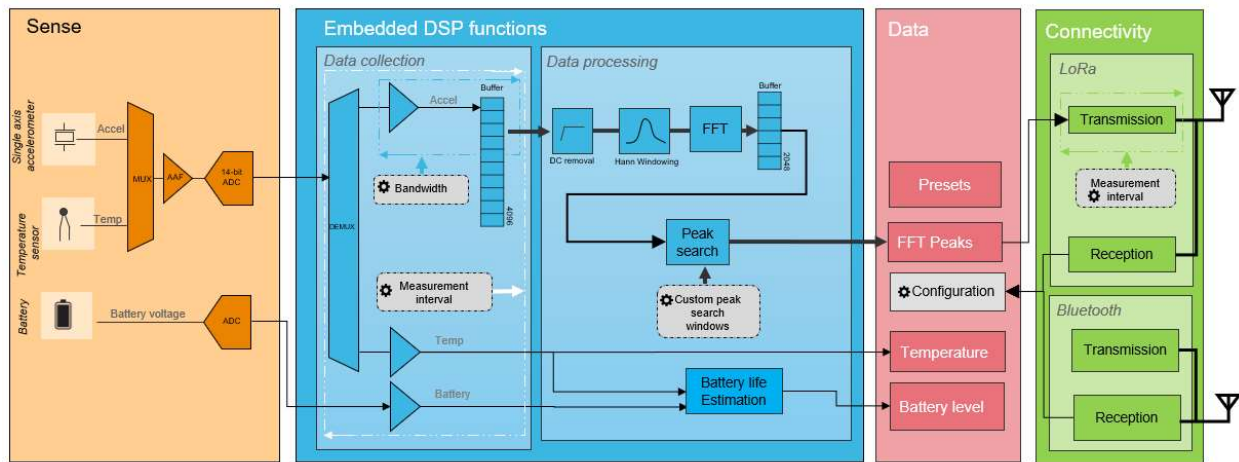 Sense
Single axis
accelerometer
Accel
MUX
AAF
14-bit
ADC
Temperature
sensor
Temp
Battery
Battery voltage
ADC
Embedded DSP functions
Data collection
DEMUX
Accel
Buffer
4096
Bandwidth
Measurement
interval
Temp
Battery
Data processing
DC removal
Hann Windowing
FFT
Buffer
2048
Peak
search
Custom peak
search
windows
Battery life
Estimation
Data
Presets
FFT Peaks
Configuration
Temperature
Battery level
Connectivity
LoRa
Transmission
Measurement
interval
Reception
Bluetooth
Transmission
Reception